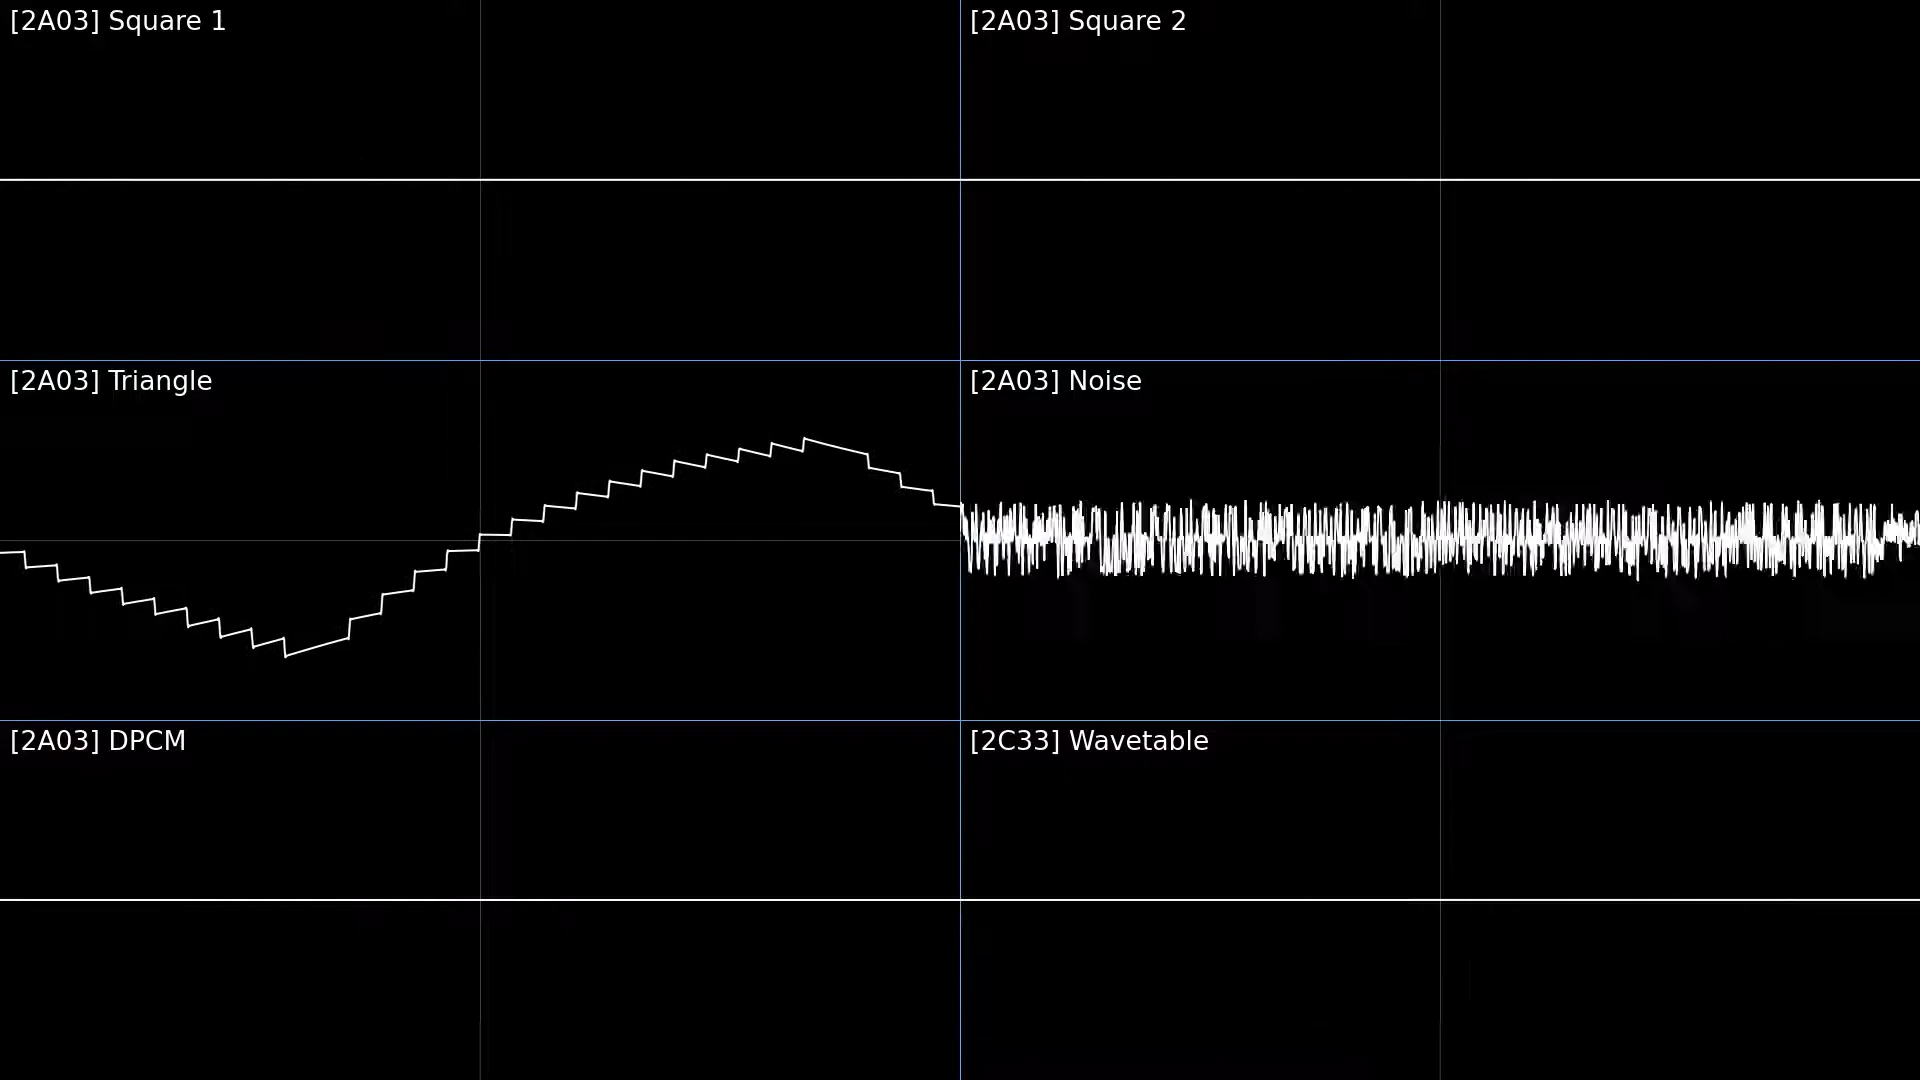 [2A03] Square 1
[2A03] Square 2
[2A03] Triangle
[2A03] Noise
[2A03] DPCM
[2C33] Wavetable